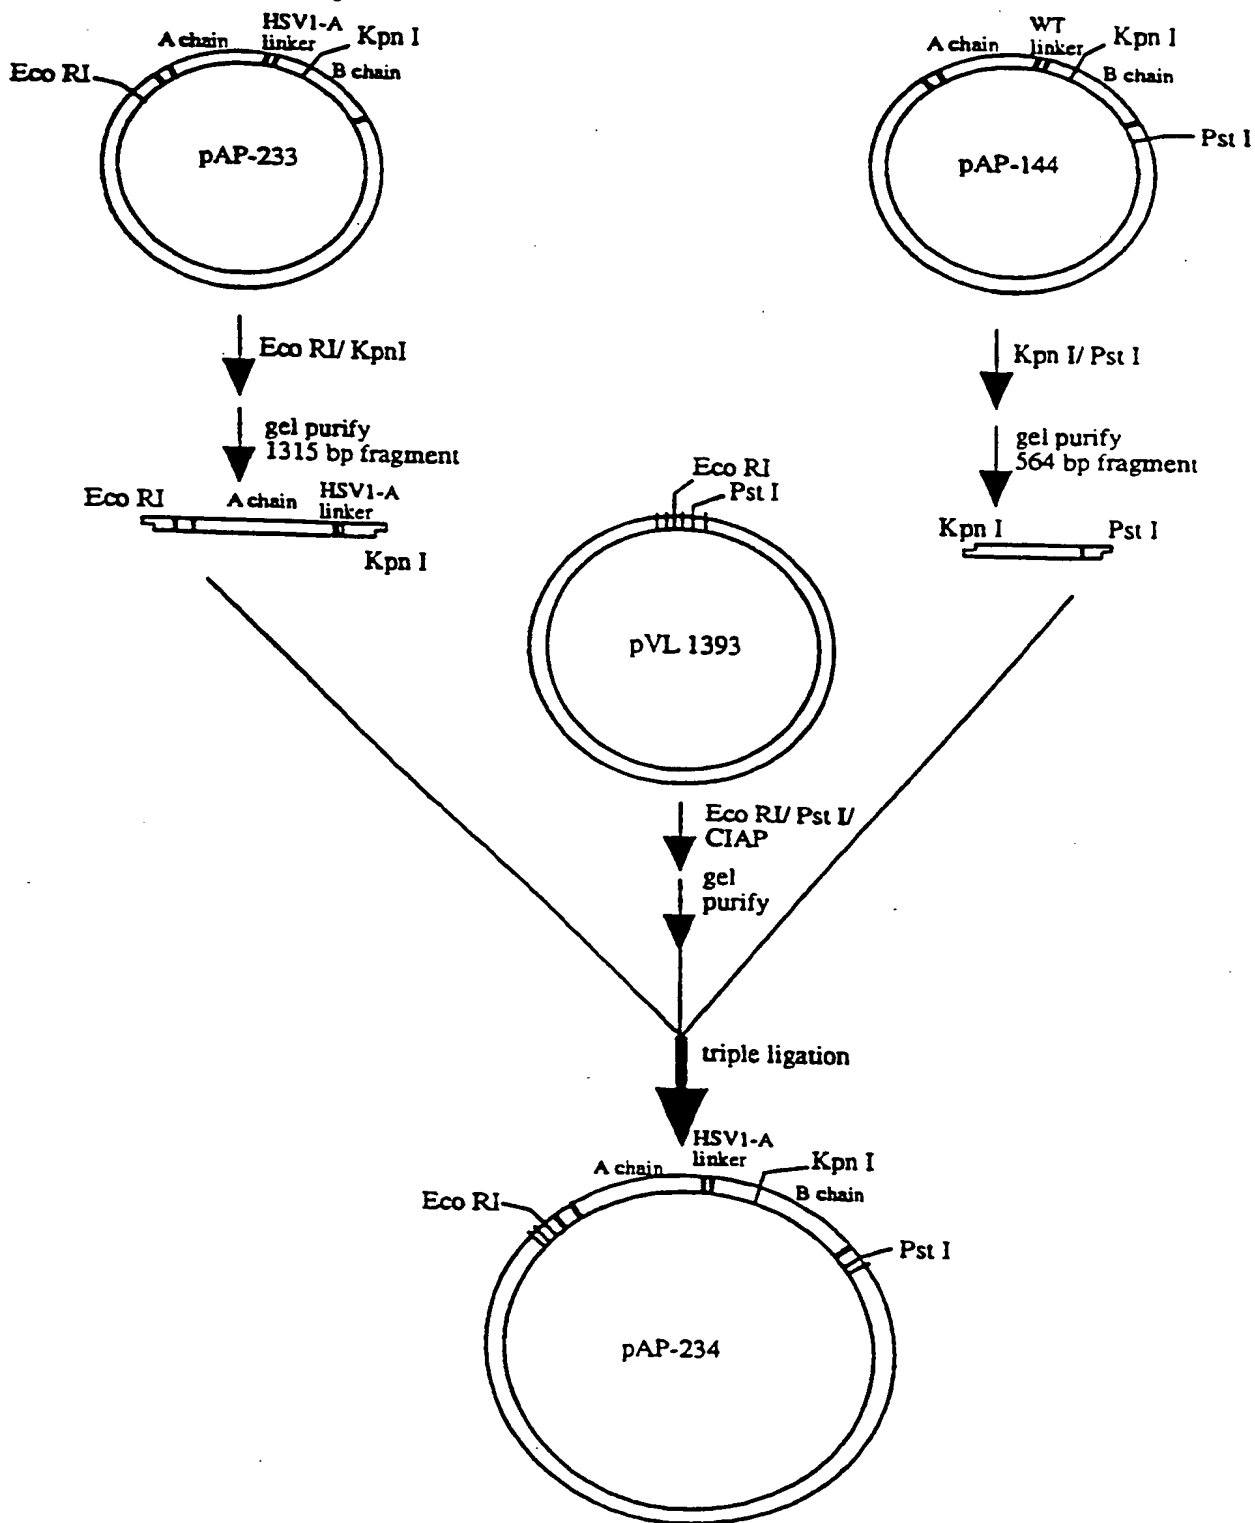 HSV1-A
linker
A chain
Kpn I
B chain
Eco RI
pAP-233
WT
linker
A chain
Kpn I
B chain
Pst I
pAP-144
Eco RI/ KpnI
gel purify
1315 bp fragment
Kpn I/ Pst I
gel purify
564 bp fragment
Eco RI
A chain
HSV1-A
linker
Kpn I
Eco RI
Pst I
Kpn I
Pst I
pVL 1393
Eco RI/ Pst I/
CIAP
gel
purify
triple ligation
HSV1-A
linker
A chain
Kpn I
B chain
Eco RI
Pst I
pAP-234